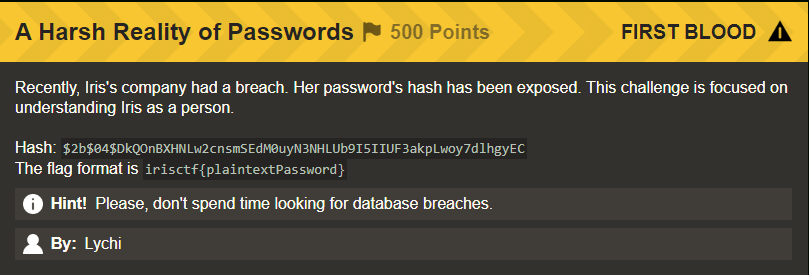 A Harsh Reality of Passwords 500 Points FIRST BLOOD
Recently, Iris's company had a breach. Her password's hash has been exposed. This challenge is focused on
understanding Iris as a person.
Hash: $2b$04$DkQOnBXHNLw2cnsmSEdM0uyN3NHLUb9I5IIUF3akpLwoy7dlhgyEC
The flag format is irisctf{plaintextPassword}
Hint! Please, don't spend time looking for database breaches.
By: Lychi